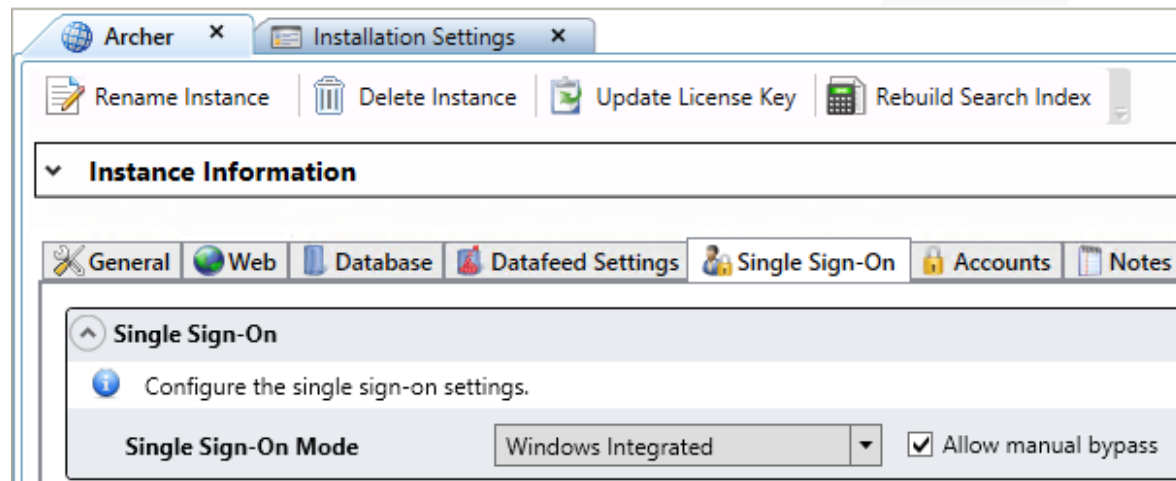 Archer × Installation Settings ×
Rename Instance Delete Instance Update License Key Rebuild Search Index
Instance Information
General Web Database Datafeed Settings Single Sign-On Accounts Notes
Single Sign-On
Configure the single sign-on settings.
Single Sign-On Mode Windows Integrated Allow manual bypass